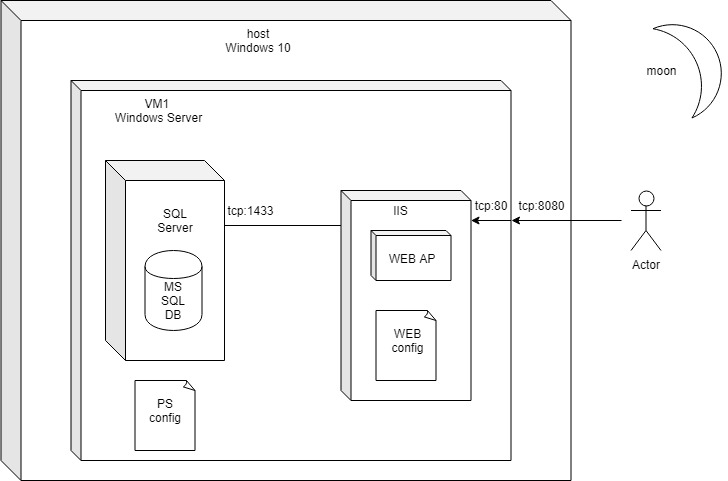 host
Windows 10
moon
VM1
Windows Server
SQL
Server
tcp:1433
IIS
tcp:80
tcp:8080
WEB AP
Actor
MS
SQL
DB
WEB
config
PS
config